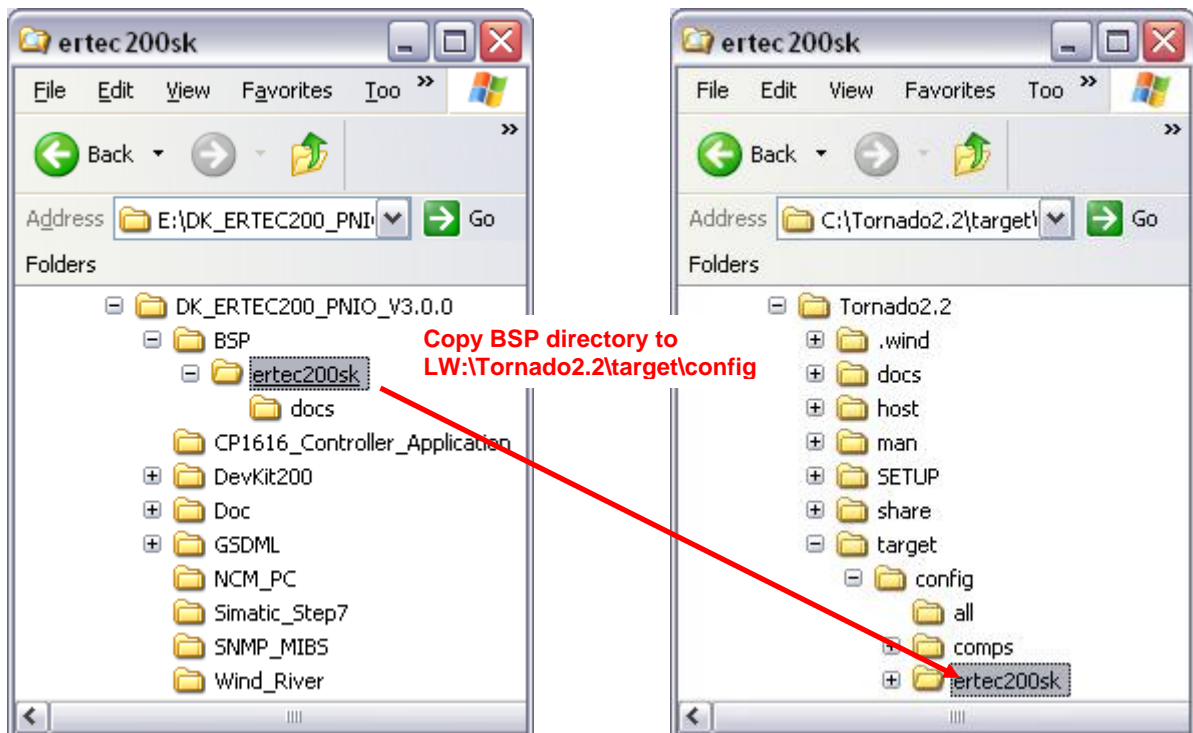 ertec200sk
File Edit View Favorites Too »
Back »
Address E:\DK_ERTEC200_PNI Go
Folders
DK_ERTEC200_PNIO_V3.0.0
BSP
ertec200sk
docs
CP1616_Controller_Application
DevKit200
Doc
GSDML
NCM_PC
Simatic_Step7
SNMP_MIBS
Wind_River
Copy BSP directory to
LW:\Tornado2.2\target\config
ertec200sk
File Edit View Favorites Too »
Back »
Address C:\Tornado2.2\target\ Go
Folders
Tornado2.2
.wind
docs
host
man
SETUP
share
target
config
all
comps
ertec200sk